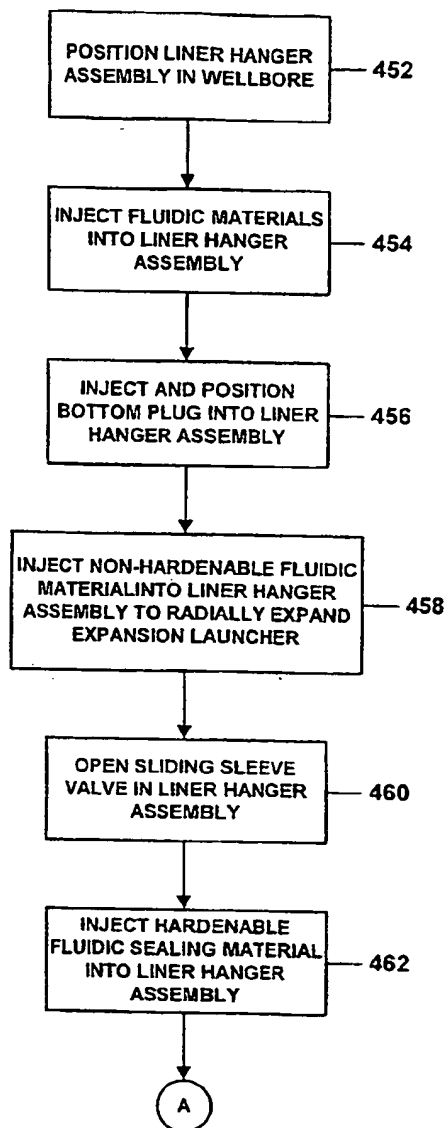 POSITION LINER HANGER
ASSEMBLY IN WELLBORE
452
INJECT FLUIDIC MATERIALS
INTO LINER HANGER
ASSEMBLY
454
INJECT AND POSITION
BOTTOM PLUG INTO LINER
HANGER ASSEMBLY
456
INJECT NON-HARDENABLE FLUIDIC
MATERIALINTO LINER HANGER
ASSEMBLY TO RADIALLY EXPAND
EXPANSION LAUNCHER
458
OPEN SLIDING SLEEVE
VALVE IN LINER HANGER
ASSEMBLY
460
INJECT HARDENABLE
FLUIDIC SEALING MATERIAL
INTO LINER HANGER
ASSEMBLY
462
A